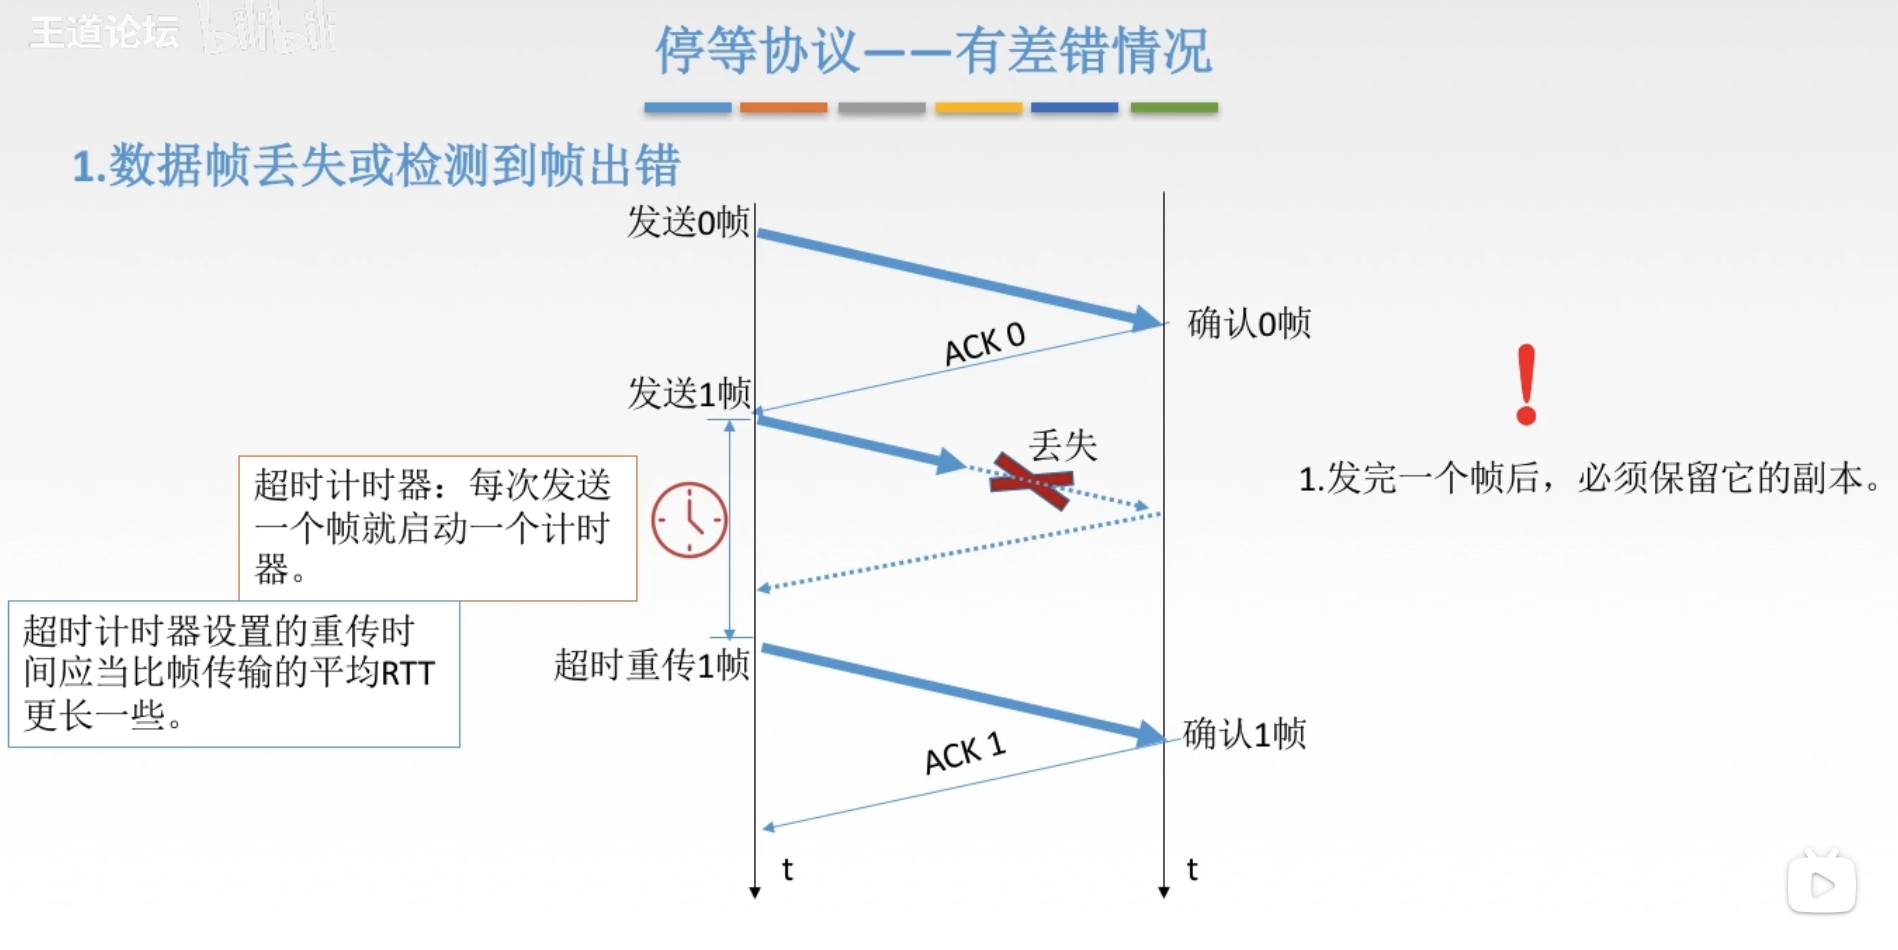 王道论坛 bilibili
停等协议——有差错情况
1.数据帧丢失或检测到帧出错
发送0帧
确认0帧
ACK 0
发送1帧
丢失
1.发完一个帧后，必须保留它的副本。
超时计时器：每次发送
一个帧就启动一个计时
器。
超时计时器设置的重传时
间应当比帧传输的平均RTT
更长一些。
超时重传1帧
确认1帧
ACK 1
t
t